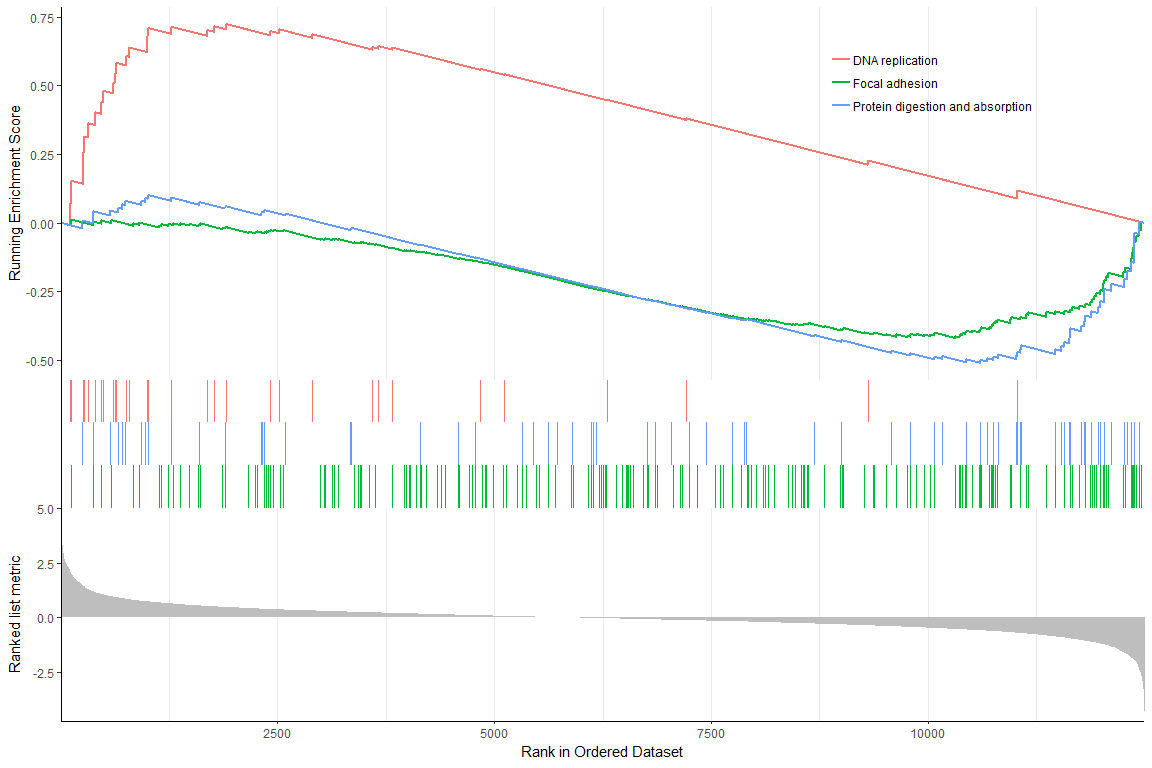 0.75
0.50
0.25
0.00
-0.25
-0.50
Running Enrichment Score
DNA replication
Focal adhesion
Protein digestion and absorption
5.0
2.5
0.0
-2.5
Ranked list metric
2500
5000
7500
10000
Rank in Ordered Dataset